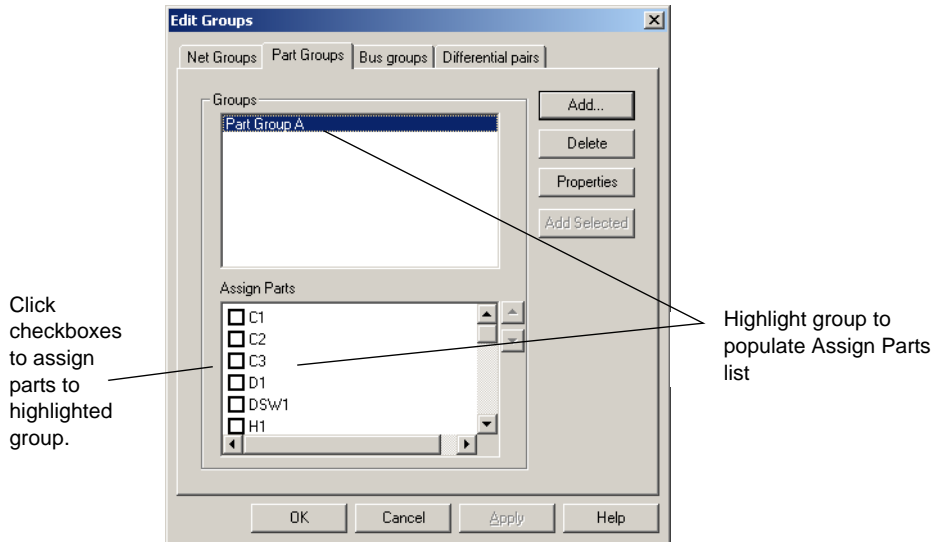 Edit Groups
Net Groups
Part Groups
Bus groups
Differential pairs
Groups
Part Group A
Add...
Delete
Properties
Add Selected
Assign Parts
C1
C2
C3
D1
DSW1
H1
OK
Cancel
Apply
Help
Click
checkboxes
to assign
parts to
highlighted
group.
Highlight group to
populate Assign Parts
list